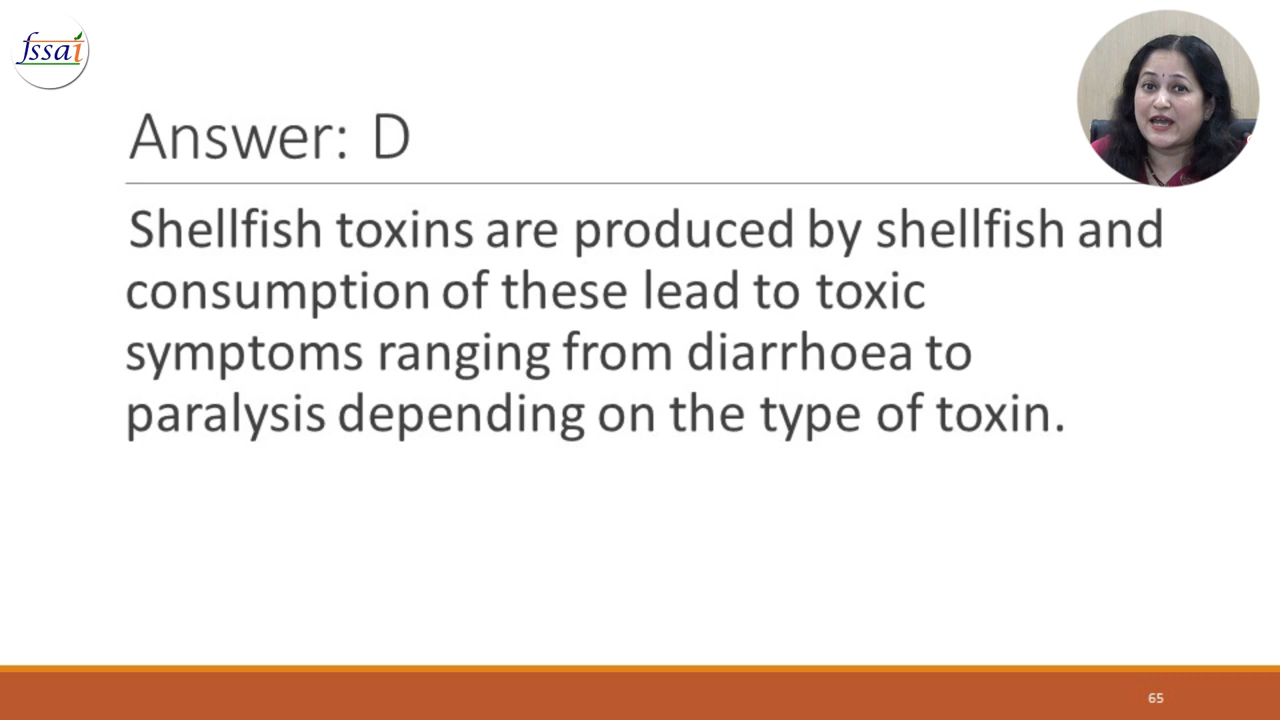 fssai
Answer: D
Shellfish toxins are produced by shellfish and
consumption of these lead to toxic
symptoms ranging from diarrhoea to
paralysis depending on the type of toxin.
65